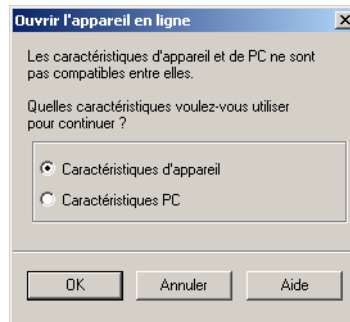 Ouvrir l'appareil en ligne
Les caractéristiques d'appareil et de PC ne sont
pas compatibles entre elles.
Quelles caractéristiques voulez-vous utiliser
pour continuer ?
Caractéristiques d'appareil
Caractéristiques PC
OK
Annuler
Aide